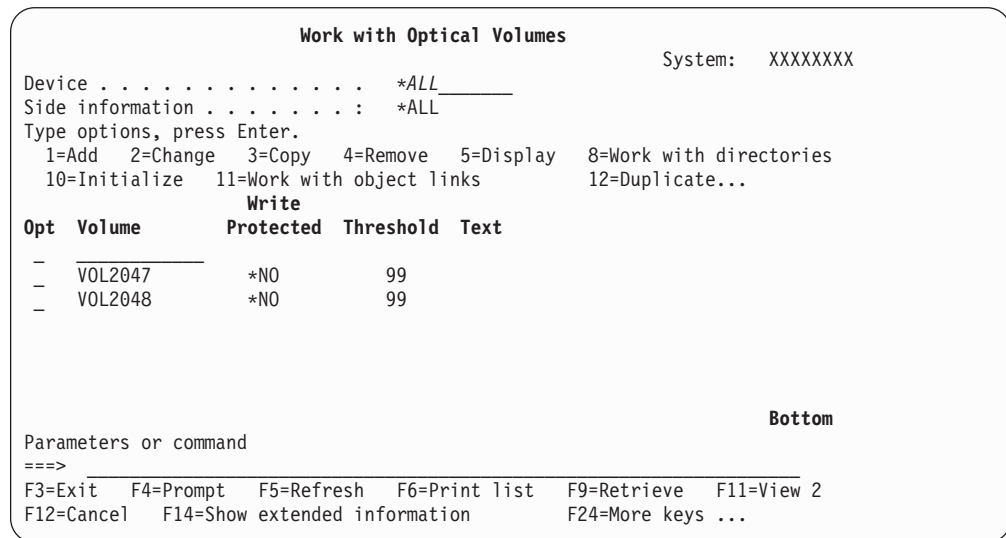 Work with Optical Volumes
System: XXXXXXXX
Device . . . . . . . . . . . . . *ALL_______
Side information . . . . . . . : *ALL
Type options, press Enter.
1=Add 2=Change 3=Copy 4=Remove 5=Display 8=Work with directories
10=Initialize 11=Work with object links 12=Duplicate...
Write
Opt Volume Protected Threshold Text
_ ____________
_ VOL2047 *NO 99
_ VOL2048 *NO 99
Bottom
Parameters or command
===> ____________________________________________________________________
F3=Exit F4=Prompt F5=Refresh F6=Print list F9=Retrieve F11=View 2
F12=Cancel F14=Show extended information F24=More keys ...